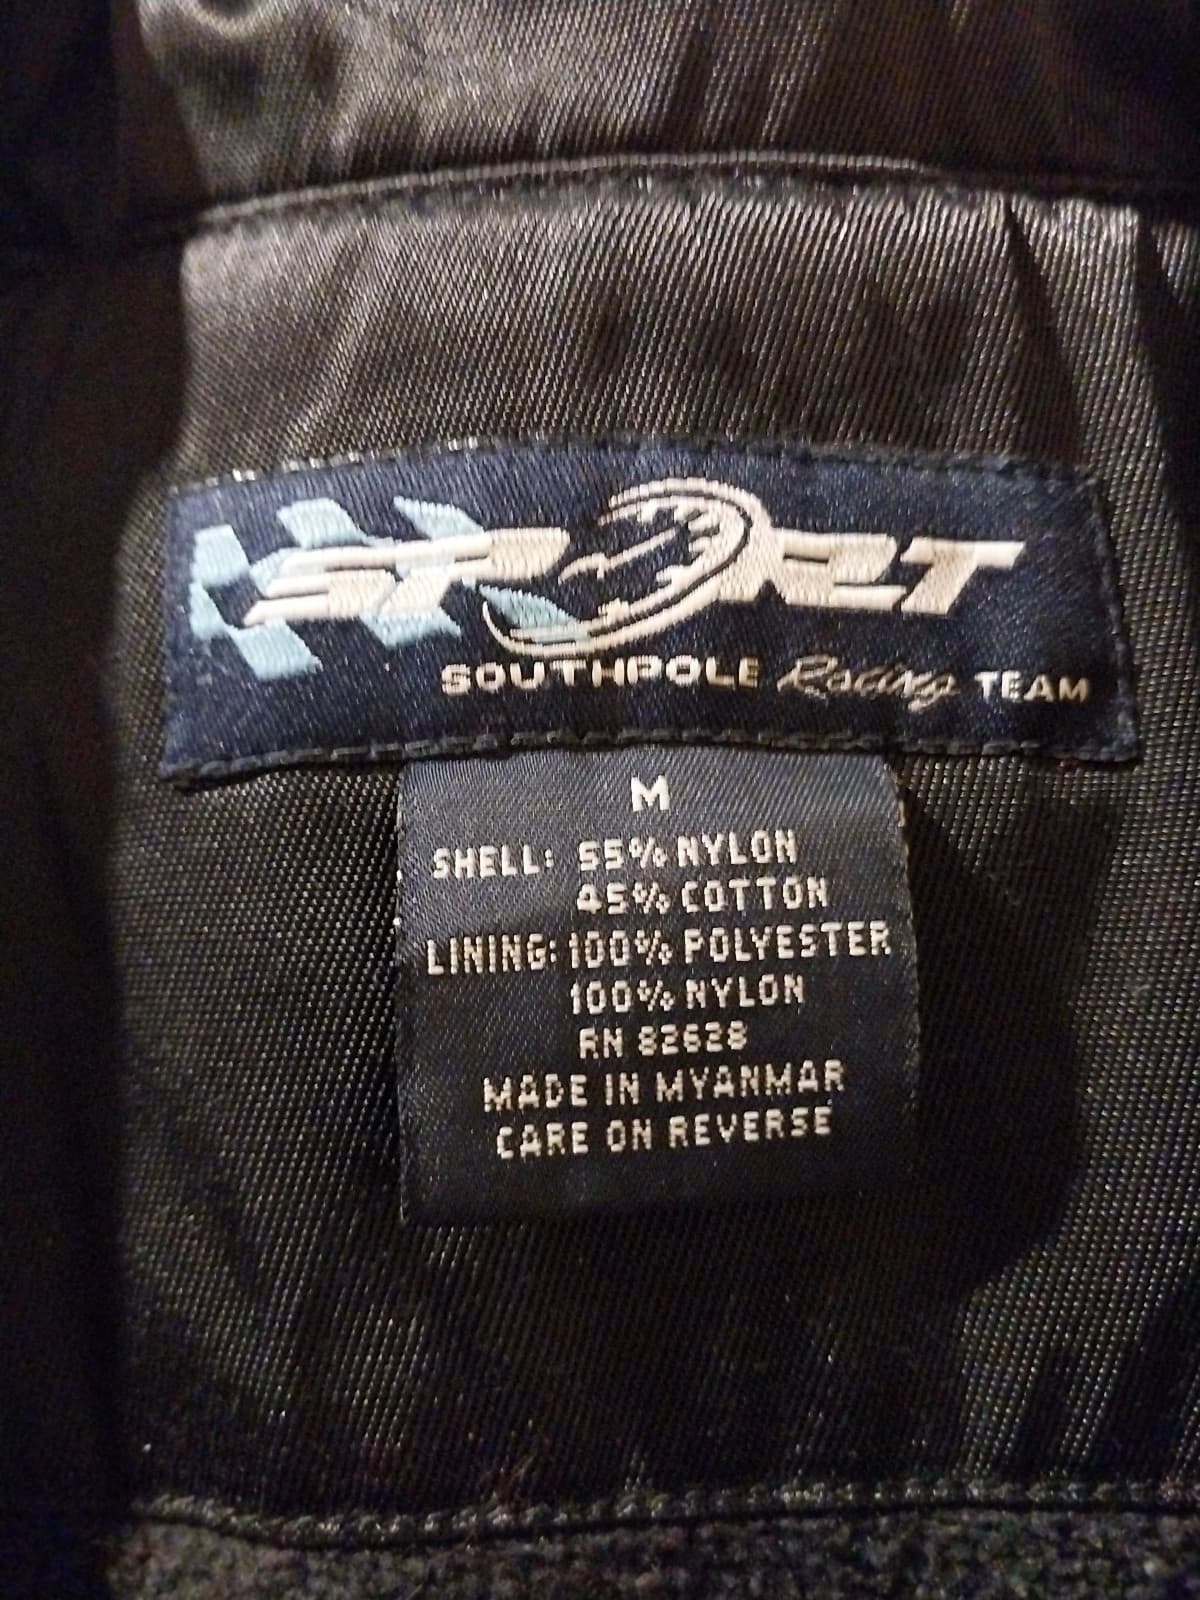 SPORT
SOUTHPOLE Racing TEAM
M
SHELL: 55% NYLON
45% COTTON
LINING: 100% POLYESTER
100% NYLON
RN 82628
MADE IN MYANMAR
CARE ON REVERSE